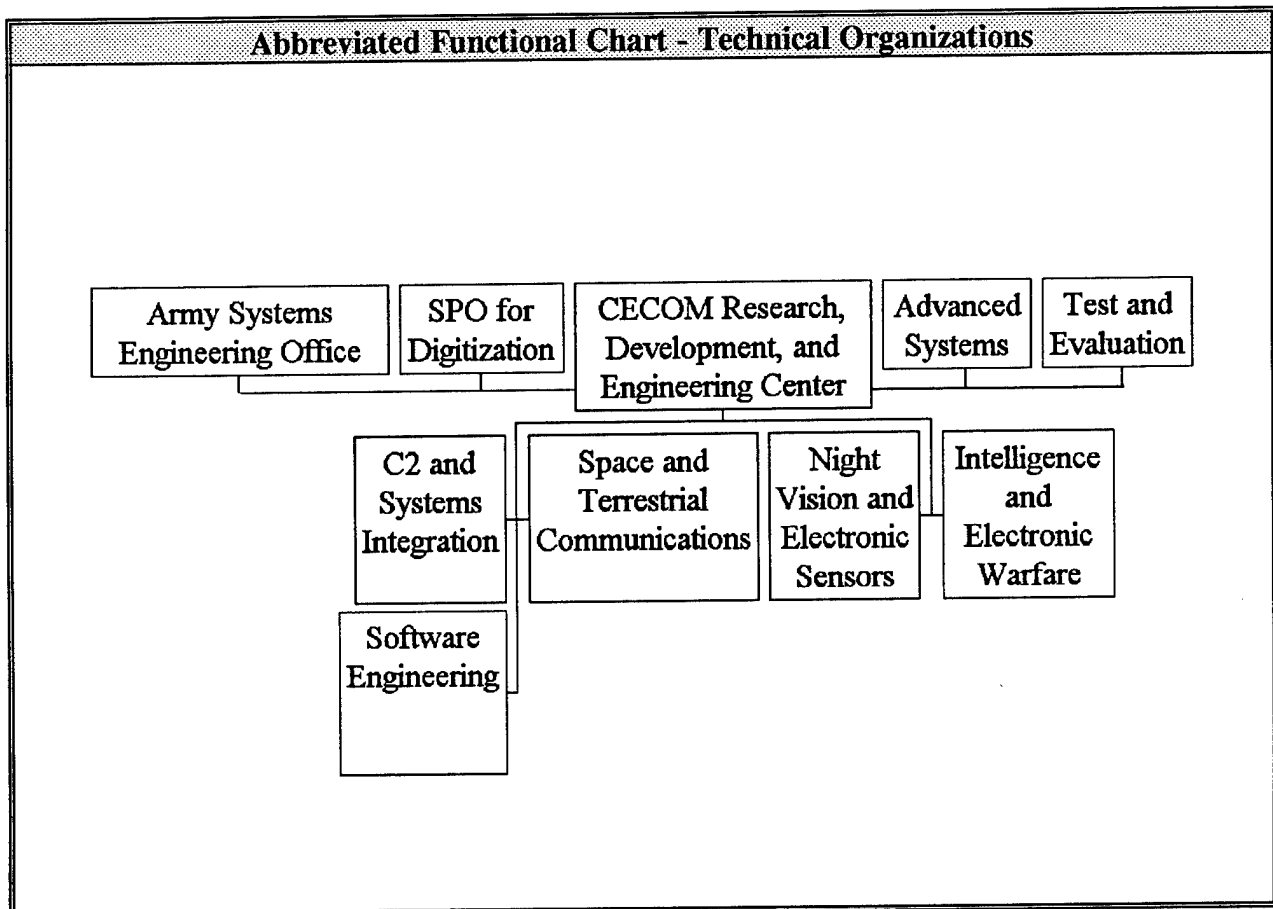 Abbreviated Functional Chart - Technical Organizations
Army Systems
Engineering Office
SPO for
Digitization
CECOM Research,
Development, and
Engineering Center
Advanced
Systems
Test and
Evaluation
C2 and
Systems
Integration
Space and
Terrestrial
Communications
Night
Vision and
Electronic
Sensors
Intelligence
and
Electronic
Warfare
Software
Engineering